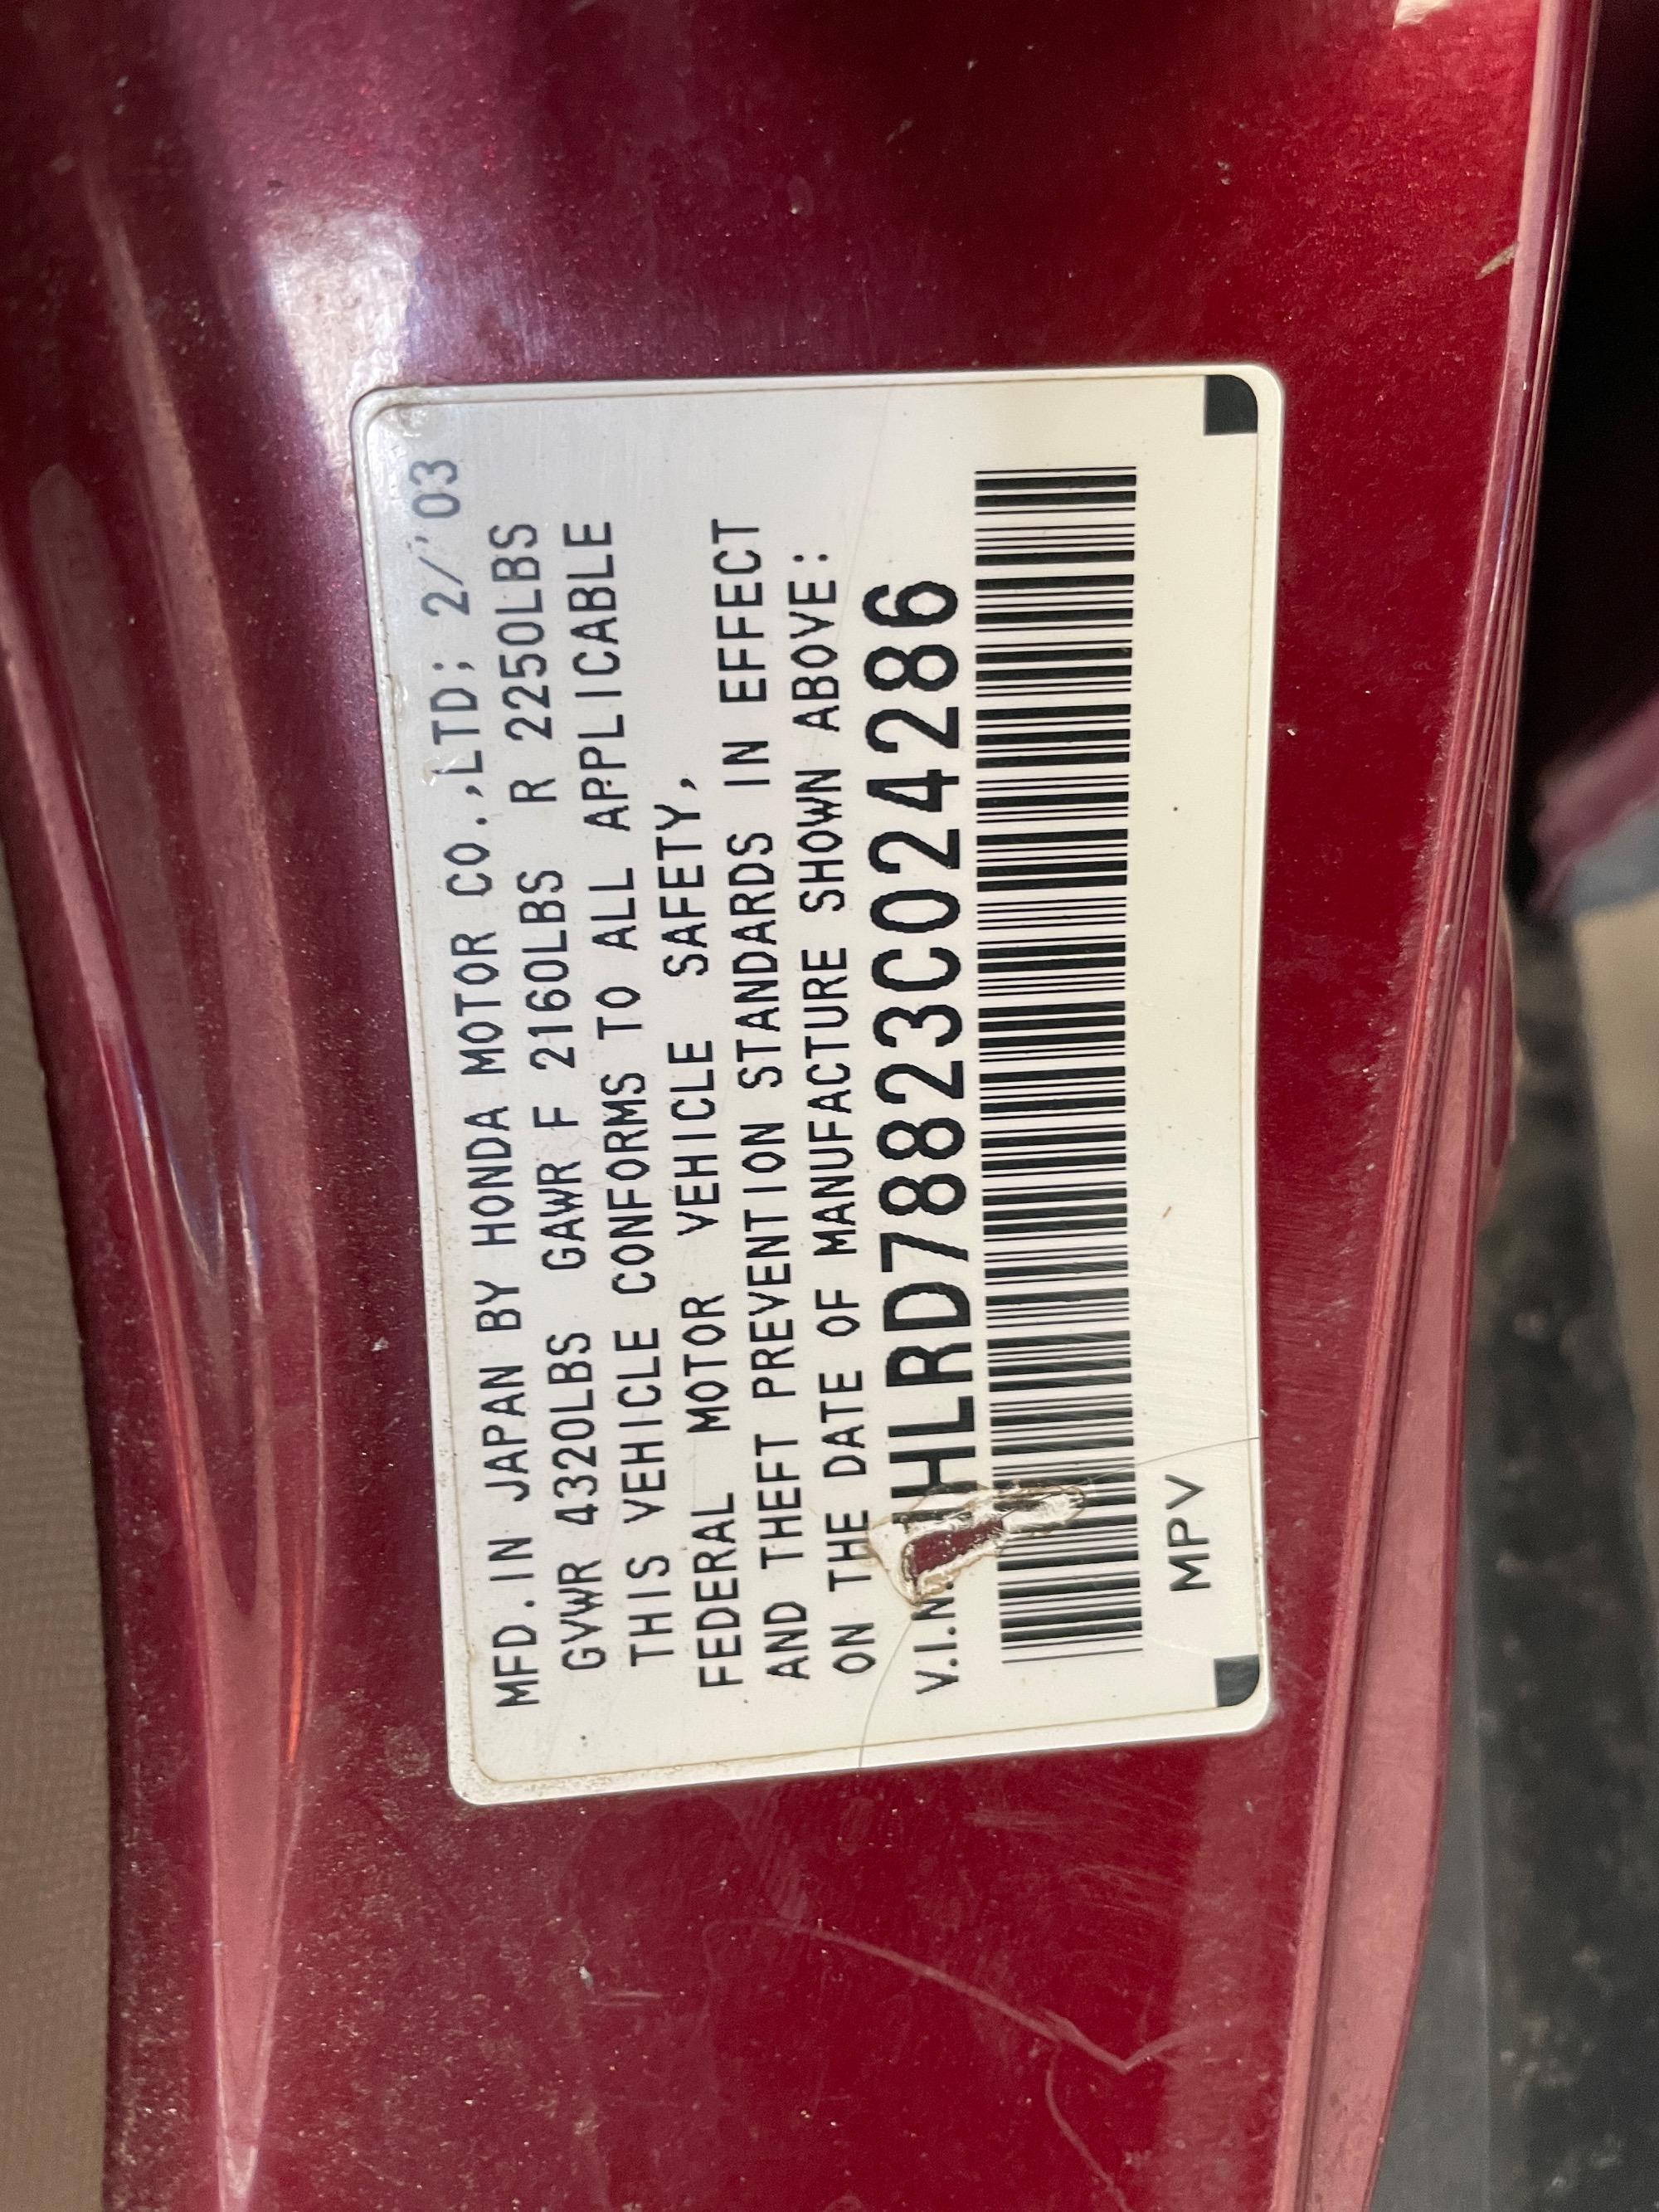 MFD. IN JAPAN BY HONDA MOTOR CO.,LTD; 2/'03
GVWR 4320LBS GAWR F 2160LBS R 2250LBS
THIS VEHICLE CONFORMS TO ALL APPLICABLE
FEDERAL MOTOR VEHICLE SAFETY,
AND THEFT PREVENTION STANDARDS IN EFFECT
ON THE DATE OF MANUFACTURE SHOWN ABOVE:
V.I.N. HLRD78823C024286
MPV